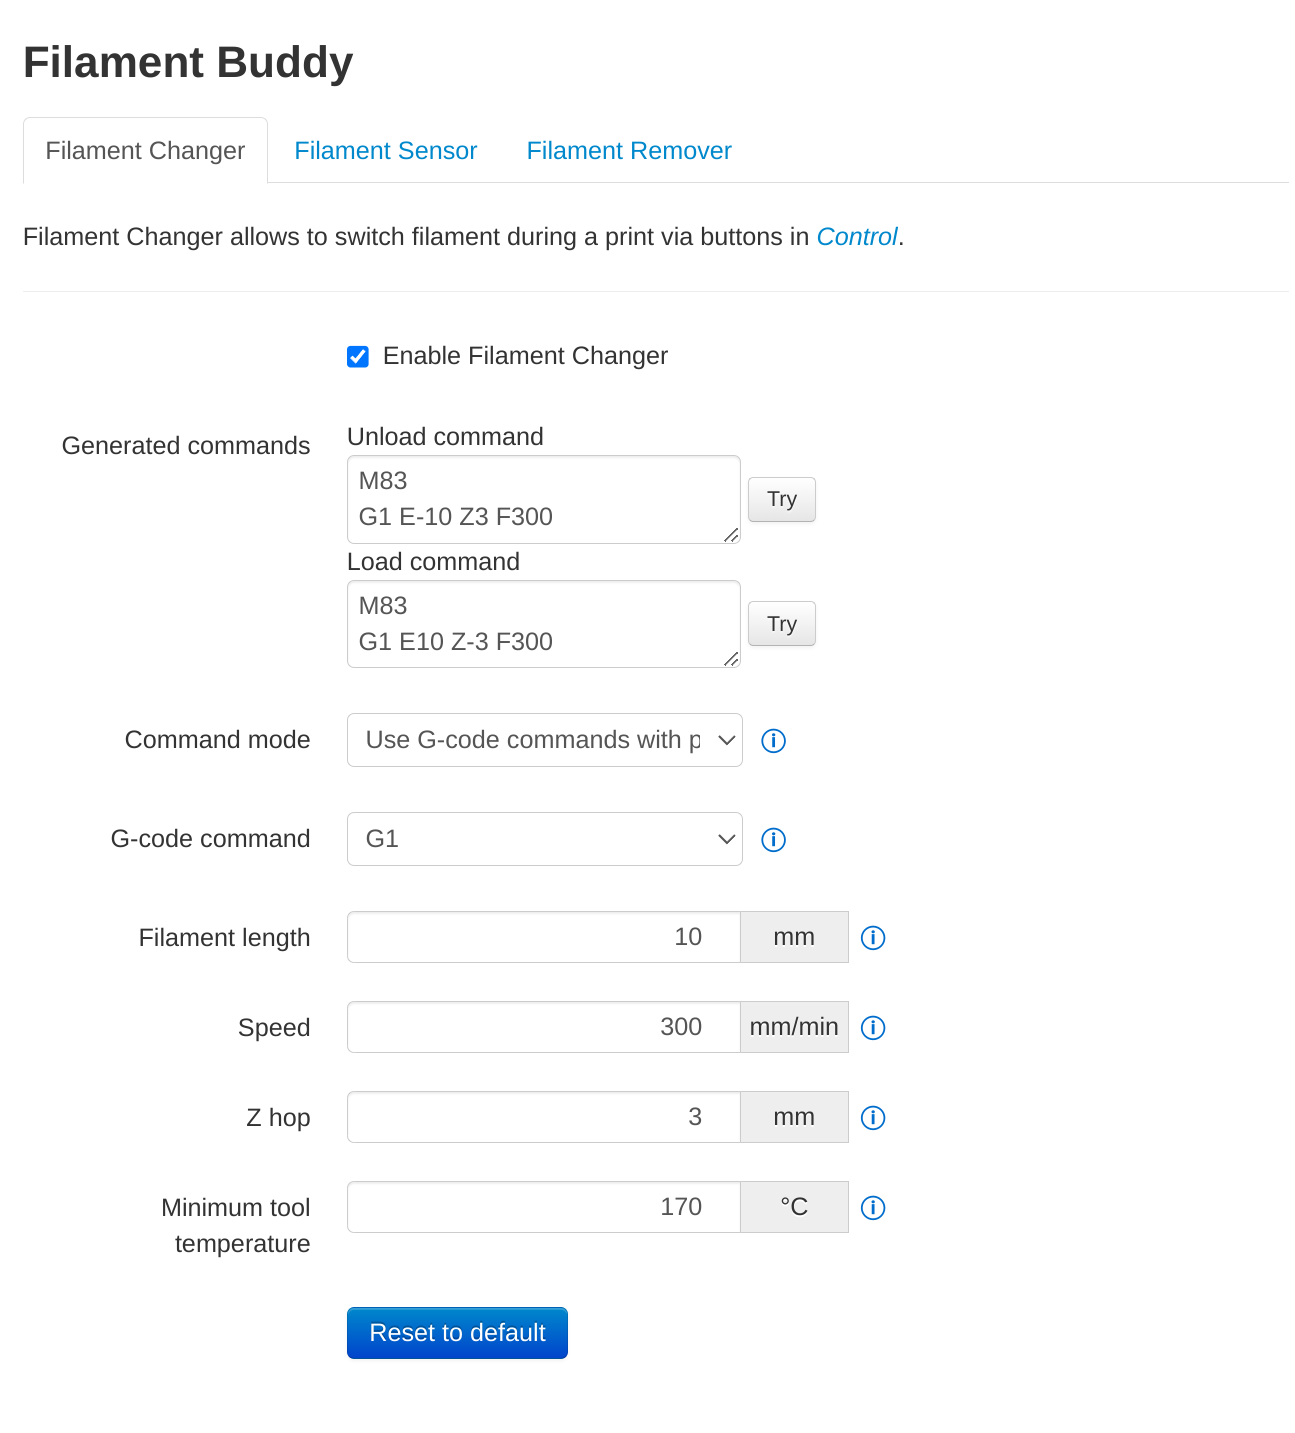 Filament Buddy
Filament Changer Filament Sensor Filament Remover
Filament Changer allows to switch filament during a print via buttons in Control.
Enable Filament Changer
Generated commands
Unload command
M83
G1 E-10 Z3 F300
Try
Load command
M83
G1 E10 Z-3 F300
Try
Command mode Use G-code commands with p
G-code command G1
Filament length 10 mm
Speed 300 mm/min
Z hop 3 mm
Minimum tool
temperature
170 °C
Reset to default